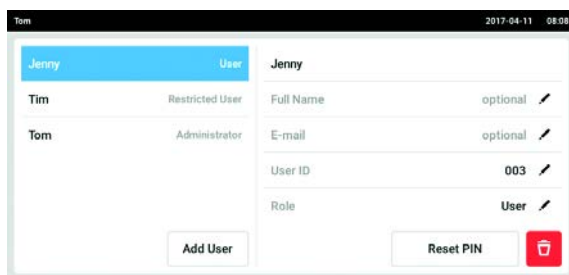 Tom 2017-04-11 08:08
Jenny User
Tim Restricted User
Tom Administrator
Add User
Jenny
Full Name optional
E-mail optional
User ID 003
Role User
Reset PIN